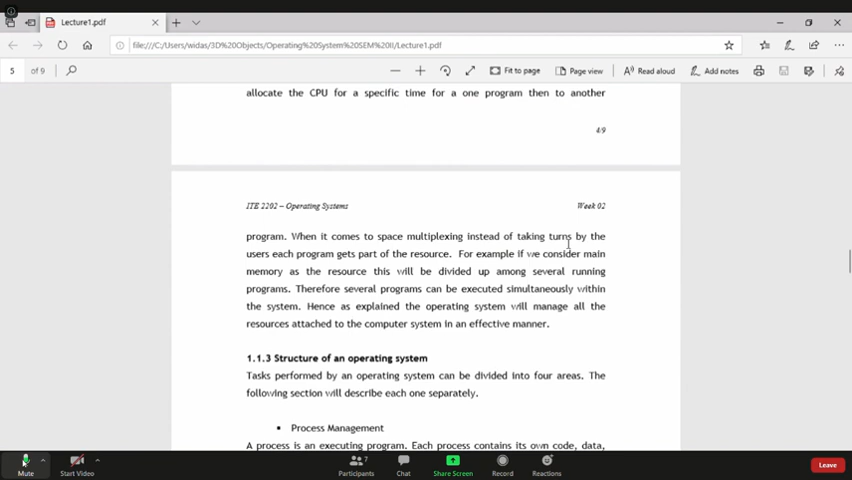 Lecture1.pdf
file:///C:/Users/widas/3D%20Objects/Operating%20System%20SEM%20II/Lecture1.pdf
5 of 9
Fit to page
Page view
Read aloud
Add notes
allocate the CPU for a specific time for a one program then to another
4/9
ITE 2202 – Operating Systems
Week 02
program. When it comes to space multiplexing instead of taking turns by the
users each program gets part of the resource. For example if we consider main
memory as the resource this will be divided up among several running
programs. Therefore several programs can be executed simultaneously within
the system. Hence as explained the operating system will manage all the
resources attached to the computer system in an effective manner.
1.1.3 Structure of an operating system
Tasks performed by an operating system can be divided into four areas. The
following section will describe each one separately.
• Process Management
A process is an executing program. Each process contains its own code, data,
Mute
Start Video
7
Participants
Chat
Share Screen
Record
Reactions
Leave